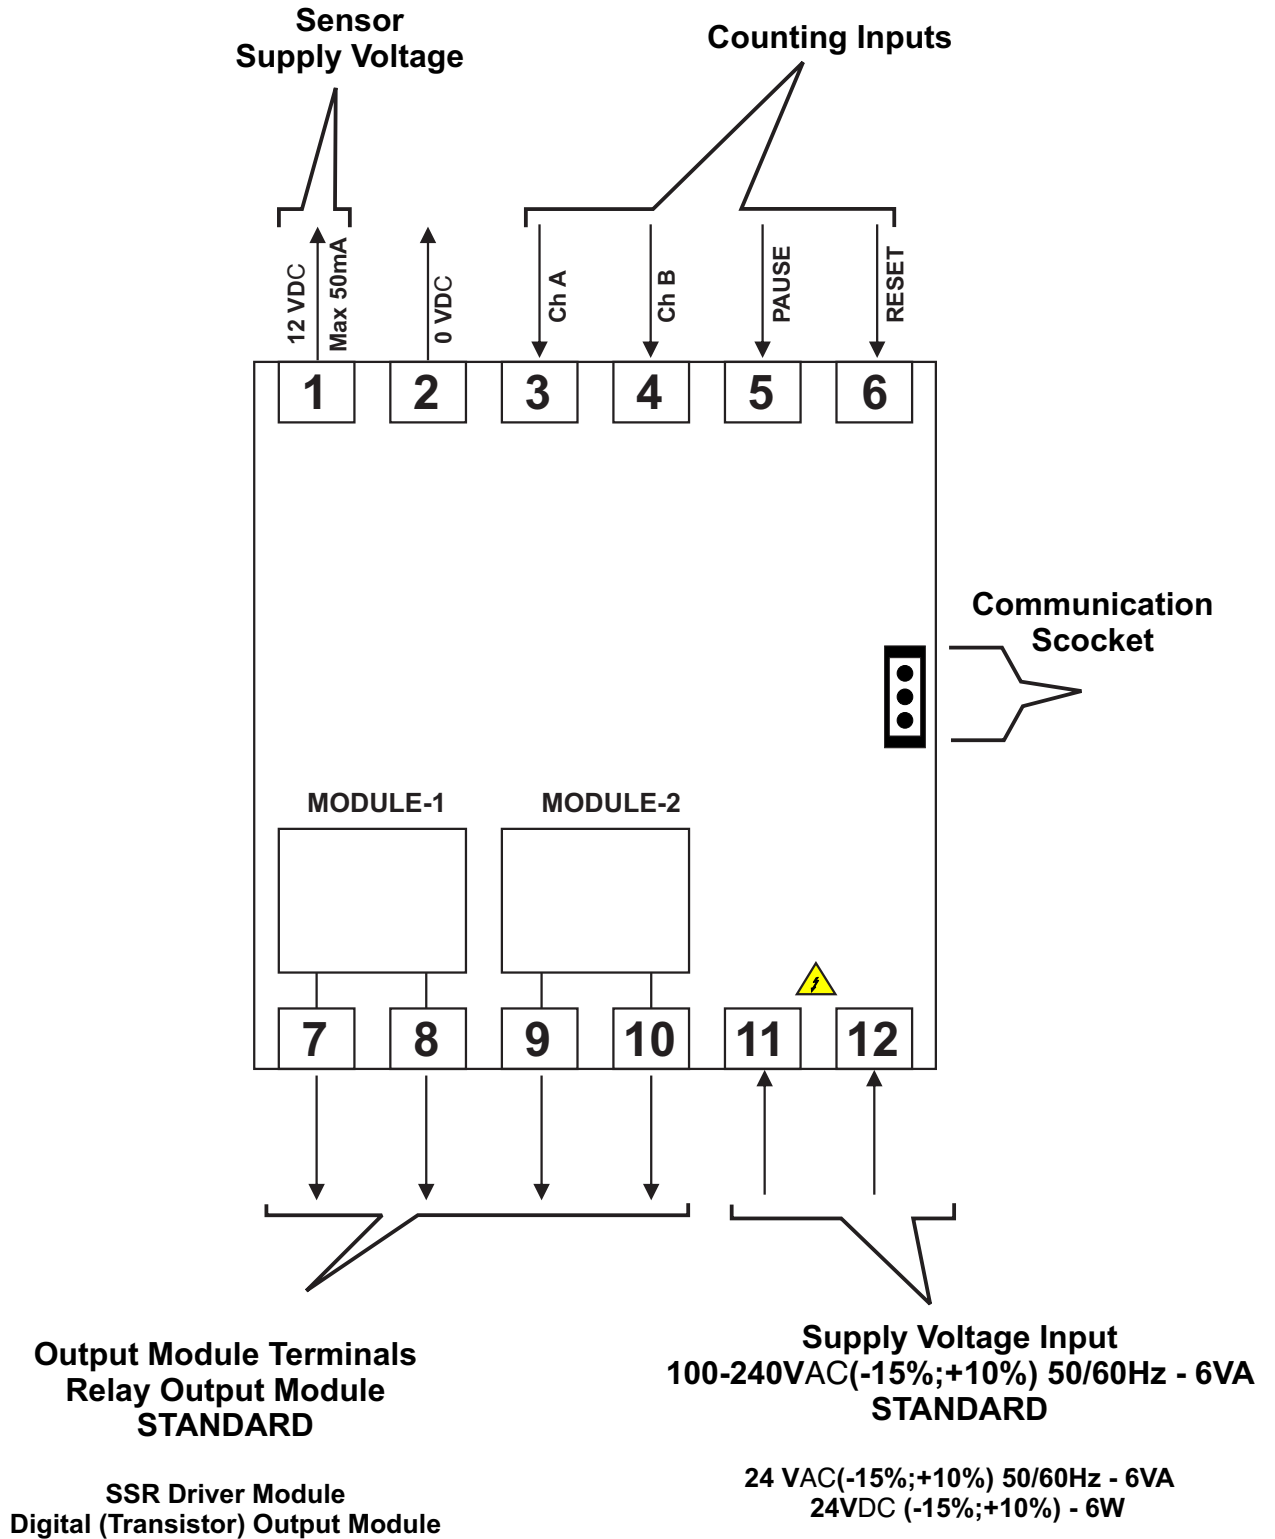 Sensor
Supply Voltage
Counting Inputs
12 VDC
Max 50mA
0 VDC
Ch A
Ch B
PAUSE
RESET
1
2
3
4
5
6
Communication
Scocket
MODULE-1
MODULE-2
7
8
9
10
11
12
Output Module Terminals
Relay Output Module
STANDARD
SSR Driver Module
Digital (Transistor) Output Module
Supply Voltage Input
100-240VAC(-15%;+10%) 50/60Hz - 6VA
STANDARD
24 VAC(-15%;+10%) 50/60Hz - 6VA
24VDC (-15%;+10%) - 6W